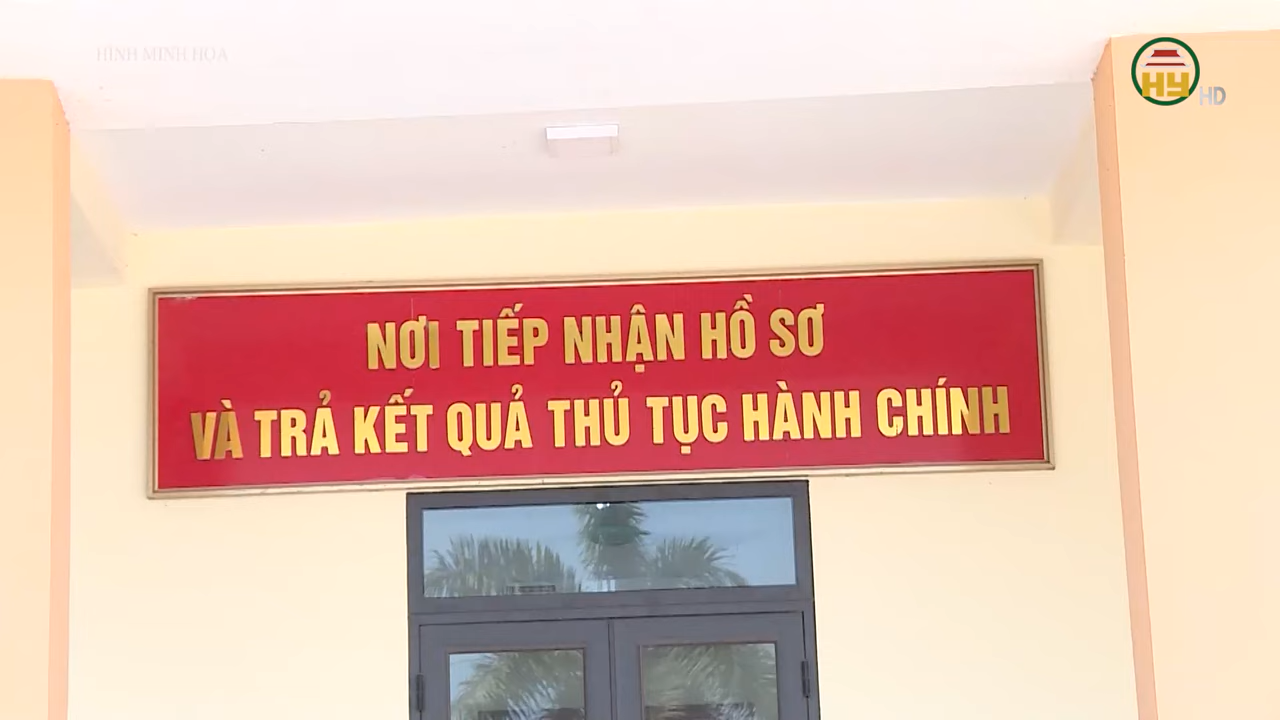 HÌNH MINH HỌA
HY HD
NƠI TIẾP NHẬN HỒ SƠ
VÀ TRẢ KẾT QUẢ THỦ TỤC HÀNH CHÍNH